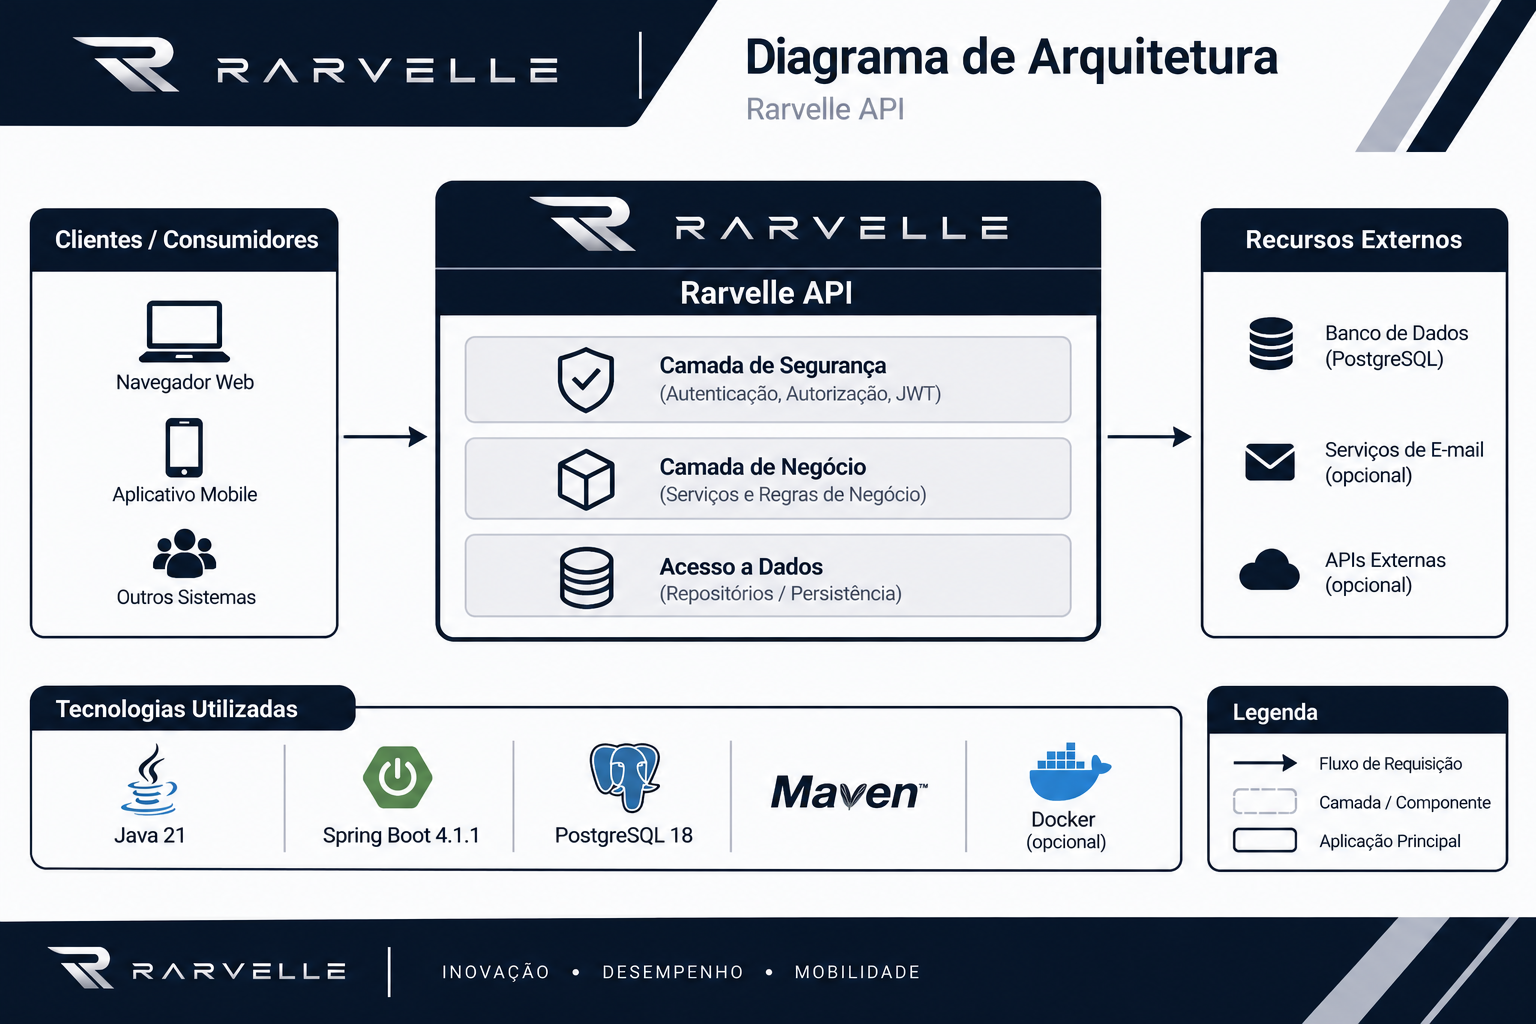 RARVELLE
Diagrama de Arquitetura
Rarvelle API
Clientes / Consumidores
Navegador Web
Aplicativo Mobile
Outros Sistemas
RARVELLE
Rarvelle API
Camada de Segurança
(Autenticação, Autorização, JWT)
Camada de Negócio
(Serviços e Regras de Negócio)
Acesso a Dados
(Repositórios / Persistência)
Recursos Externos
Banco de Dados
(PostgreSQL)
Serviços de E-mail
(opcional)
APIs Externas
(opcional)
Tecnologias Utilizadas
Java 21
Spring Boot 4.1.1
PostgreSQL 18
Maven™
Docker
(opcional)
Legenda
Fluxo de Requisição
Camada / Componente
Aplicação Principal
RARVELLE
INOVAÇÃO • DESEMPENHO • MOBILIDADE